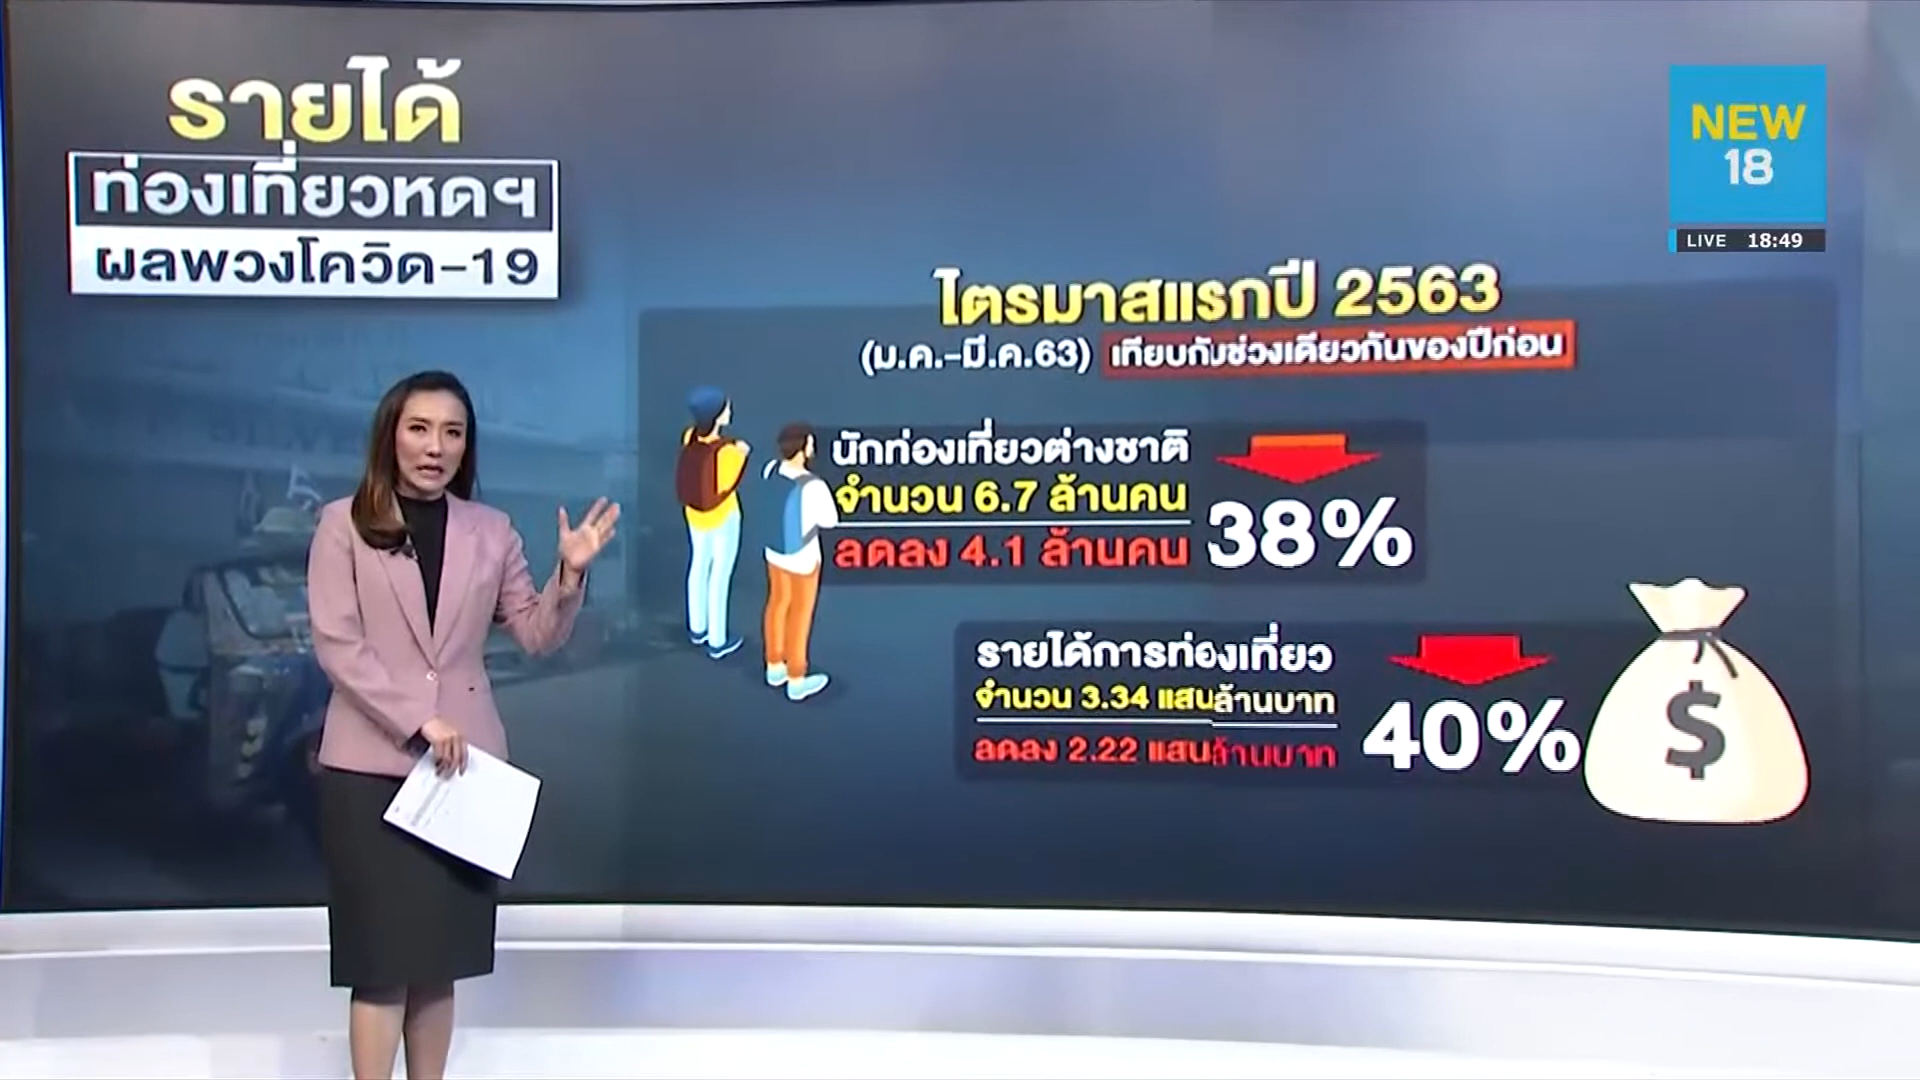 รายได้
ท่องเที่ยวหดฯ
ผลพวงโควิด-19
NEW
18
LIVE 18:49
ไตรมาสแรกปี 2563
(ม.ค.-มี.ค.63) เทียบกับช่วงเดียวกันของปีก่อน
นักท่องเที่ยวต่างชาติ
จำนวน 6.7 ล้านคน
ลดลง 4.1 ล้านคน
38%
รายได้การท่องเที่ยว
จำนวน 3.34 แสนล้านบาท
ลดลง 2.22 แสนล้านบาท
40%
$